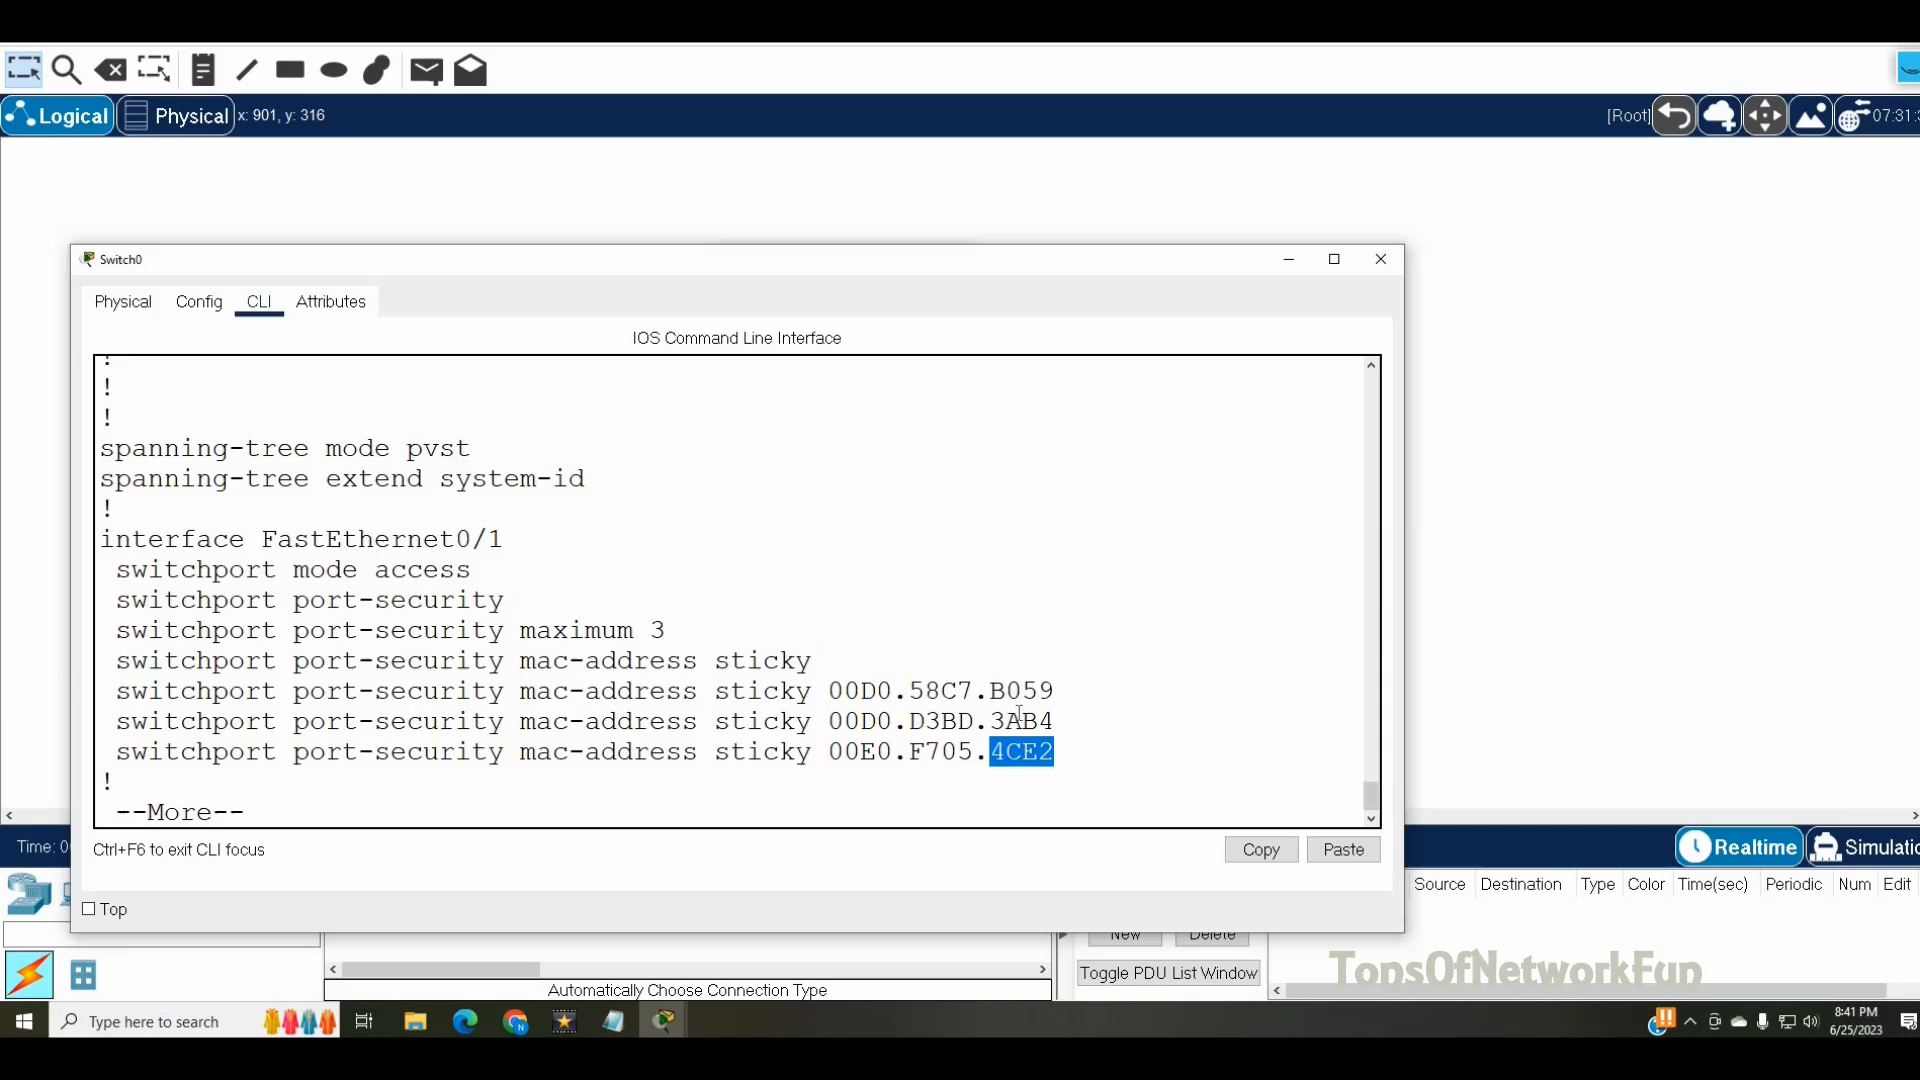 Logical
Physical
x: 901, y: 316
[Root]
Switch0
Physical Config CLI Attributes
IOS Command Line Interface
!
!
!
spanning-tree mode pvst
spanning-tree extend system-id
!
interface FastEthernet0/1
switchport mode access
switchport port-security
switchport port-security maximum 3
switchport port-security mac-address sticky
switchport port-security mac-address sticky 00D0.58C7.B059
switchport port-security mac-address sticky 00D0.D3BD.3AB4
switchport port-security mac-address sticky 00E0.F705.4CE2
!
--More--
Ctrl+F6 to exit CLI focus
Copy
Paste
Top
Time:
Realtime
Source Destination Type Color Time(sec) Periodic Num Edit
New
Delete
Toggle PDU List Window
TopsOfNetworkFun
Automatically Choose Connection Type
Type here to search
8:41 PM
6/25/2023